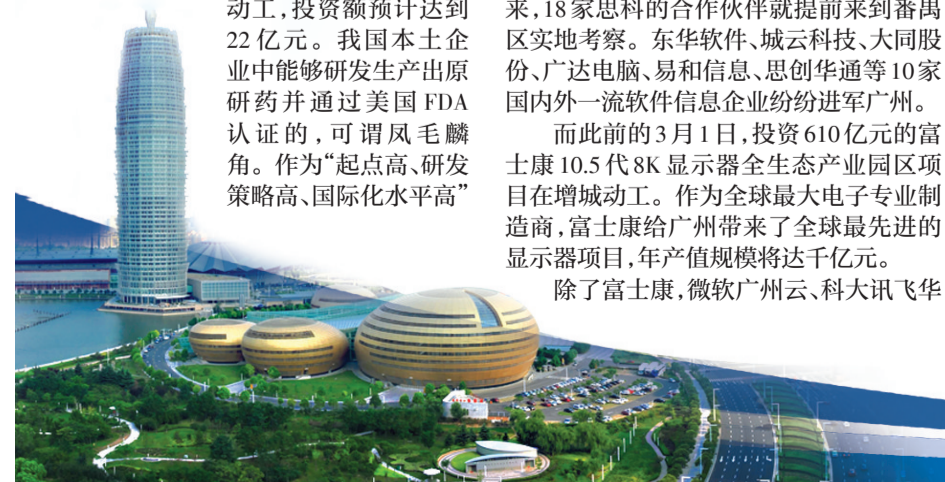 动工，投资额预计达到
22亿元。我国本土企
业中能够研发生产出原
研药并通过美国FDA
认证的，可谓凤毛麟
角。作为“起点高、研发
策略高、国际化水平高”
来，18家思科的合作伙伴就提前来到番禺
区实地考察。东华软件、城云科技、大同股
份、广达电脑、易和信息、思创华通等10家
国内外一流软件信息企业纷纷进军广州。
而此前的3月1日，投资610亿元的富
士康10.5代8K显示器全生态产业园区项
目在增城动工。作为全球最大电子专业制
造商，富士康给广州带来了全球最先进的
显示器项目，年产值规模将达千亿元。
除了富士康，微软广州云、科大讯飞华